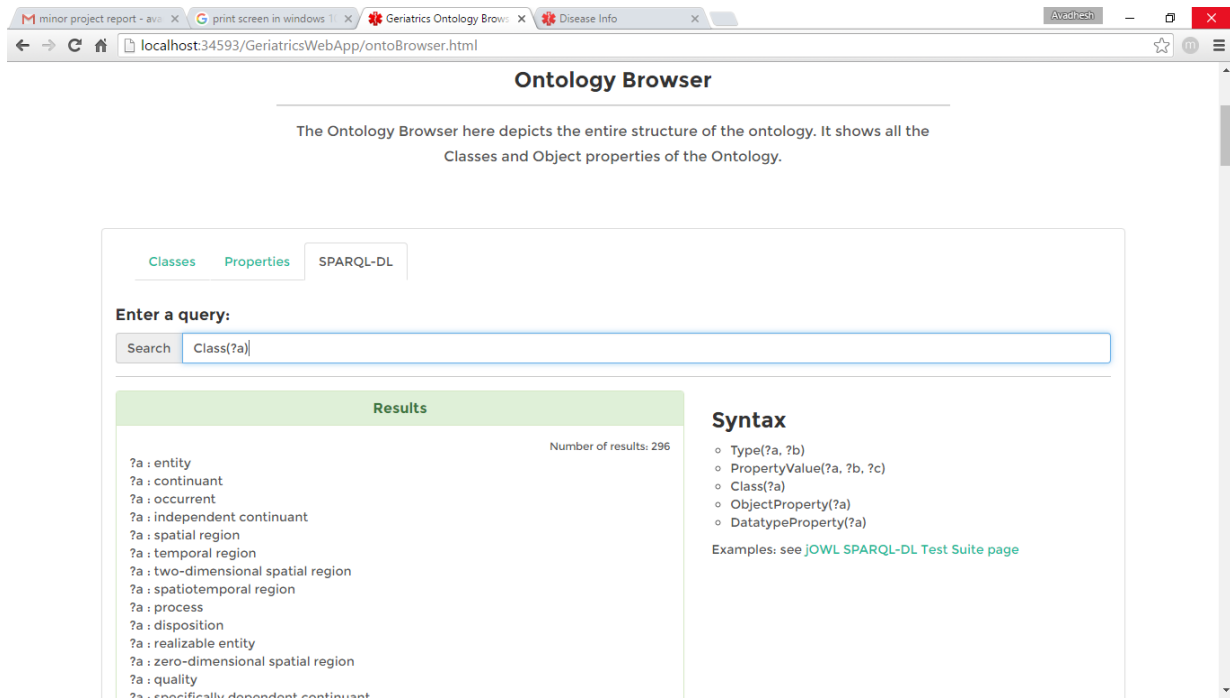 minor project report - ava
print screen in windows 1
Geriatrics Ontology Brows
Disease Info
Avadhesh
localhost:34593/GeriatricsWebApp/ontoBrowser.html
Ontology Browser
The Ontology Browser here depicts the entire structure of the ontology. It shows all the
Classes and Object properties of the Ontology.
Classes
Properties
SPARQL-DL
Enter a query:
Search
Class(?a)
Results
Number of results: 296
?a : entity
?a : continuant
?a : occurrent
?a : independent continuant
?a : spatial region
?a : temporal region
?a : two-dimensional spatial region
?a : spatiotemporal region
?a : process
?a : disposition
?a : realizable entity
?a : zero-dimensional spatial region
?a : quality
?a : specifically dependent continuant
Syntax
Type(?a, ?b)
PropertyValue(?a, ?b, ?c)
Class(?a)
ObjectProperty(?a)
DatatypeProperty(?a)
Examples: see jOWL SPARQL-DL Test Suite page